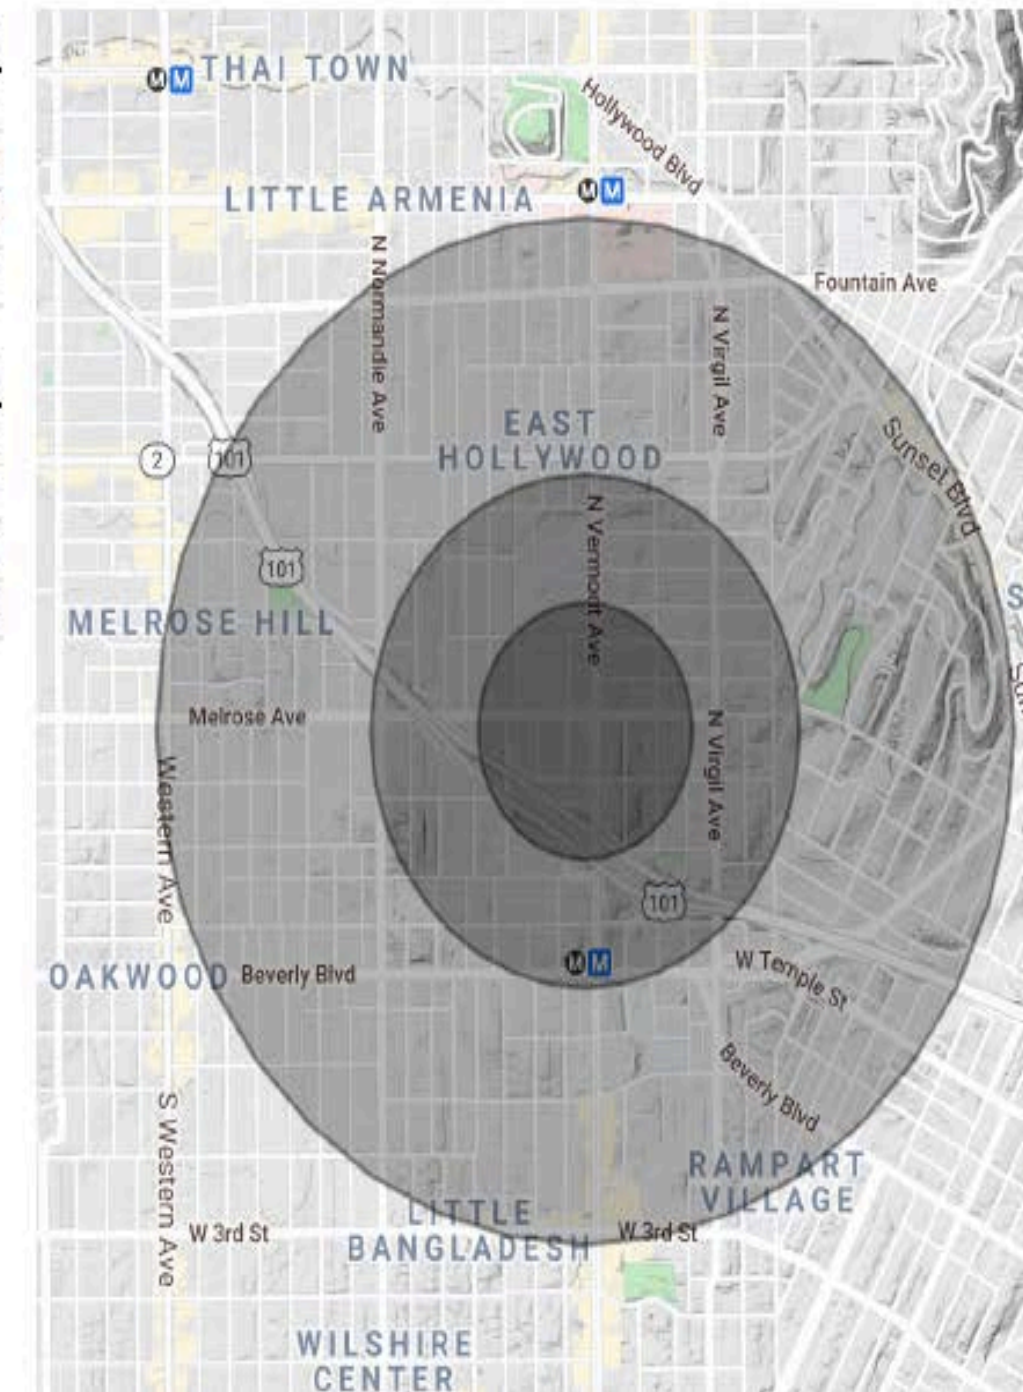 THAI TOWN
M M
Hollywood Blvd
LITTLE ARMENIA
M M
N Normandie Ave
Fountain Ave
N Virgil Ave
EAST
HOLLYWOOD
2
101
Sunset Blvd
N Vermont Ave
101
MELROSE HILL
Melrose Ave
N Virgil Ave
Western Ave
101
OAKWOOD
Beverly Blvd
M M
W Temple St
Beverly Blvd
S Western Ave
RAMPART
VILLAGE
LITTLE
BANGLADESH
W 3rd St
W 3rd St
WILSHIRE
CENTER